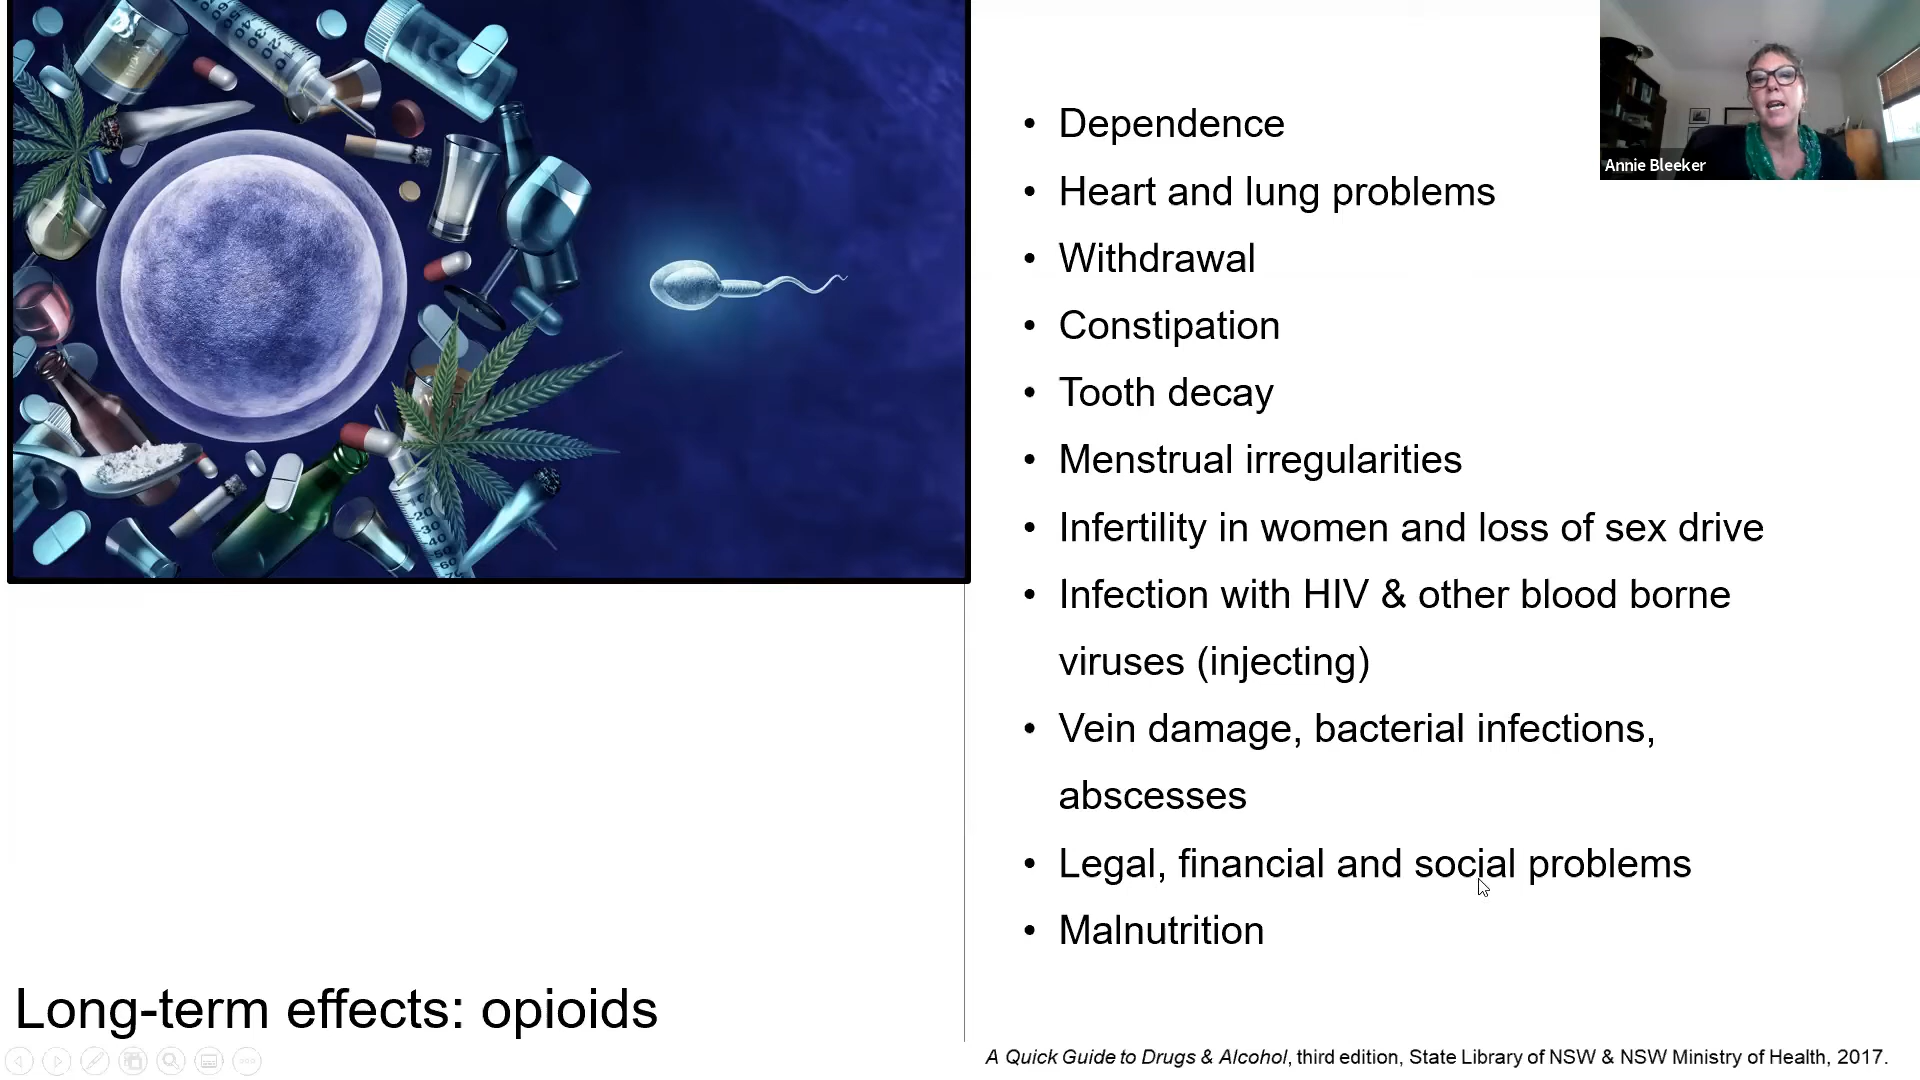 Annie Bleeker
• Dependence
• Heart and lung problems
• Withdrawal
• Constipation
• Tooth decay
• Menstrual irregularities
• Infertility in women and loss of sex drive
• Infection with HIV & other blood borne
viruses (injecting)
• Vein damage, bacterial infections,
abscesses
• Legal, financial and social problems
• Malnutrition
Long-term effects: opioids
A Quick Guide to Drugs & Alcohol, third edition, State Library of NSW & NSW Ministry of Health, 2017.